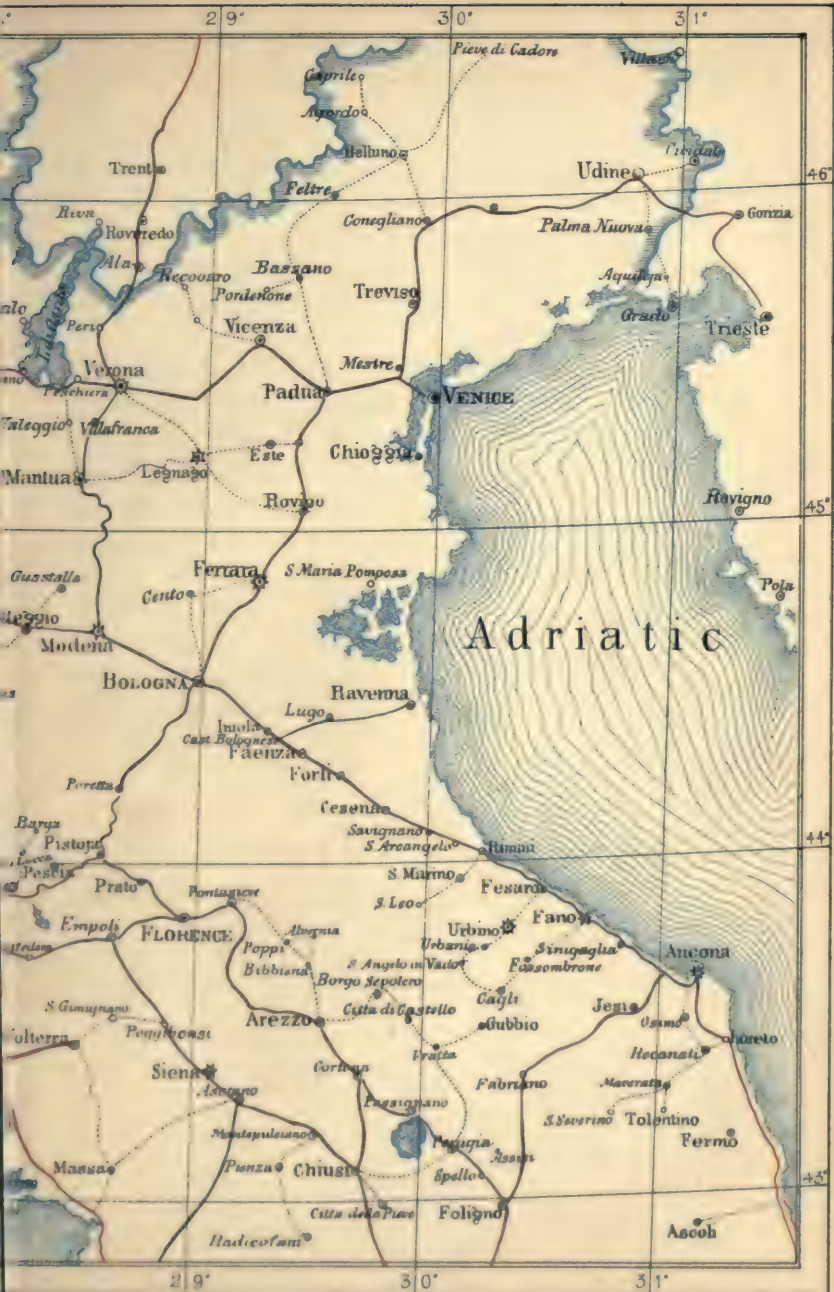 29° 30° 31°
Pieve di Cadore
Caprile
Agordo
Belluno
Trent
Udine
Cividale
46°
Feltre
Riva
Roveredo
Conegliano
Palma Nuova
Gorizia
Ala
Recoaro
Bassano
Pordenone
Treviso
Aquileja
Grado
Trieste
Peri
Vicenza
Verona
Mestre
Peschiera
Padua
VENICE
Valeggio
Villafranca
Este
Chioggia
Mantua
Legnago
Rovigo
Rovigno
45°
Guastalla
Cento
Ferrara
S. Maria Pomposa
Pola
Reggio
Modena
Adriatic
BOLOGNA
Ravenna
Lugo
Imola
Cast. Bolognese
Faenza
Forli
Poretta
Cesena
Barga
Savignano
S. Arcangelo
Rimini
44°
Pistoja
Lucca
Pescia
Prato
S. Marino
Pesaro
S. Leo
Pontasieve
Empoli
FLORENCE
Urbino
Fano
Poppi
Urbania
Sinigaglia
Ancona
Bibbiena
S. Angelo in Vado
Fossombrone
Borgo Sepolcro
Cagli
S. Gimignano
Poggibonsi
Arezzo
Citta di Castello
Gubbio
Jesi
Osimo
Loreto
Volterra
Fratta
Recanati
Siena
Cortona
Asciano
Fabriano
Macerata
Passignano
S. Severino
Tolentino
Montepulciano
Perugia
Assisi
Fermo
Massa
Pienza
Chiusi
Spello
43°
Citta della Pieve
Foligno
Ascoli
Radicofani
29° 30° 31°